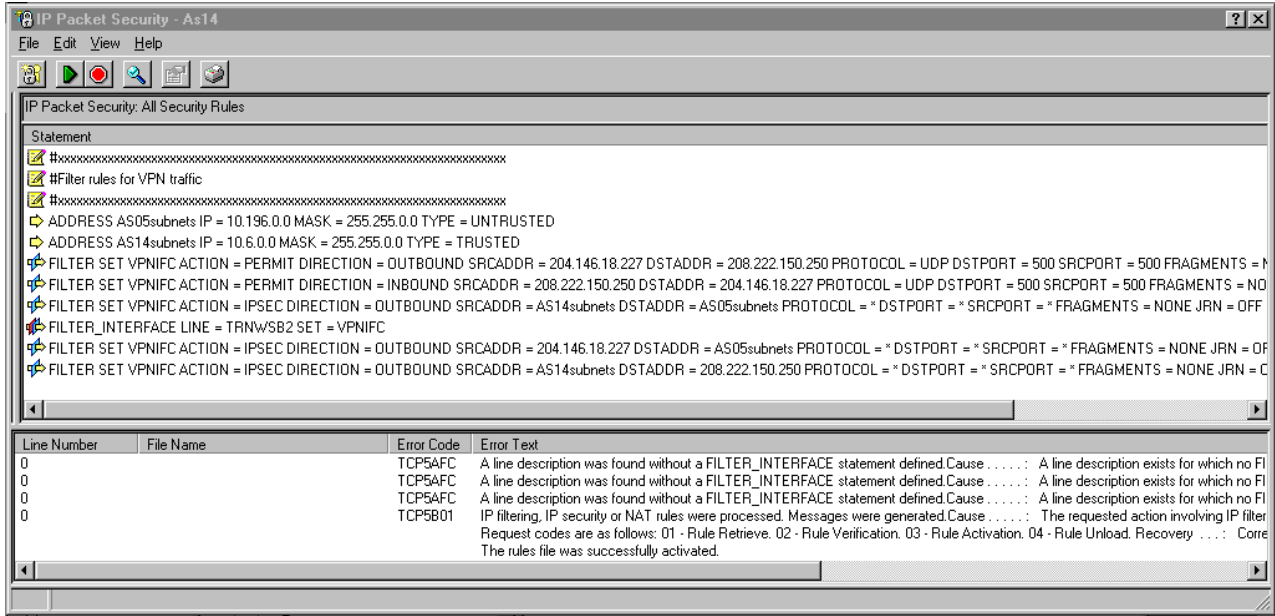 IP Packet Security - As14
File Edit View Help
IP Packet Security: All Security Rules
Statement
#xxxxxxxxxxxxxxxxxxxxxxxxxxxxxxxxxxxxxxxxxxxxxxxxxxxxxxxxxxxxxxxxxxxxxxxx
#Filter rules for VPN traffic
#xxxxxxxxxxxxxxxxxxxxxxxxxxxxxxxxxxxxxxxxxxxxxxxxxxxxxxxxxxxxxxxxxxxxxxxx
ADDRESS AS05subnets IP = 10.196.0.0 MASK = 255.255.0.0 TYPE = UNTRUSTED
ADDRESS AS14subnets IP = 10.6.0.0 MASK = 255.255.0.0 TYPE = TRUSTED
FILTER SET VPNIFC ACTION = PERMIT DIRECTION = OUTBOUND SRCADDR = 204.146.18.227 DSTADDR = 208.222.150.250 PROTOCOL = UDP DSTPORT = 500 SRCPORT = 500 FRAGMENTS =
FILTER SET VPNIFC ACTION = PERMIT DIRECTION = INBOUND SRCADDR = 208.222.150.250 DSTADDR = 204.146.18.227 PROTOCOL = UDP DSTPORT = 500 SRCPORT = 500 FRAGMENTS = NO
FILTER SET VPNIFC ACTION = IPSEC DIRECTION = OUTBOUND SRCADDR = AS14subnets DSTADDR = AS05subnets PROTOCOL = * DSTPORT = * SRCPORT = * FRAGMENTS = NONE JRN = OFF
FILTER_INTERFACE LINE = TRNWSB2 SET = VPNIFC
FILTER SET VPNIFC ACTION = IPSEC DIRECTION = OUTBOUND SRCADDR = 204.146.18.227 DSTADDR = AS05subnets PROTOCOL = * DSTPORT = * SRCPORT = * FRAGMENTS = NONE JRN = OF
FILTER SET VPNIFC ACTION = IPSEC DIRECTION = OUTBOUND SRCADDR = AS14subnets DSTADDR = 208.222.150.250 PROTOCOL = * DSTPORT = * SRCPORT = * FRAGMENTS = NONE JRN =
Line Number File Name Error Code Error Text
0 TCP5AFC A line description was found without a FILTER_INTERFACE statement defined.Cause . . . . . : A line description exists for which no FI
0 TCP5AFC A line description was found without a FILTER_INTERFACE statement defined.Cause . . . . . : A line description exists for which no FI
0 TCP5AFC A line description was found without a FILTER_INTERFACE statement defined.Cause . . . . . : A line description exists for which no FI
0 TCP5B01 IP filtering, IP security or NAT rules were processed. Messages were generated.Cause . . . . . : The requested action involving IP filter
Request codes are as follows: 01 - Rule Retrieve. 02 - Rule Verification. 03 - Rule Activation. 04 - Rule Unload. Recovery . . . : Corre
The rules file was successfully activated.